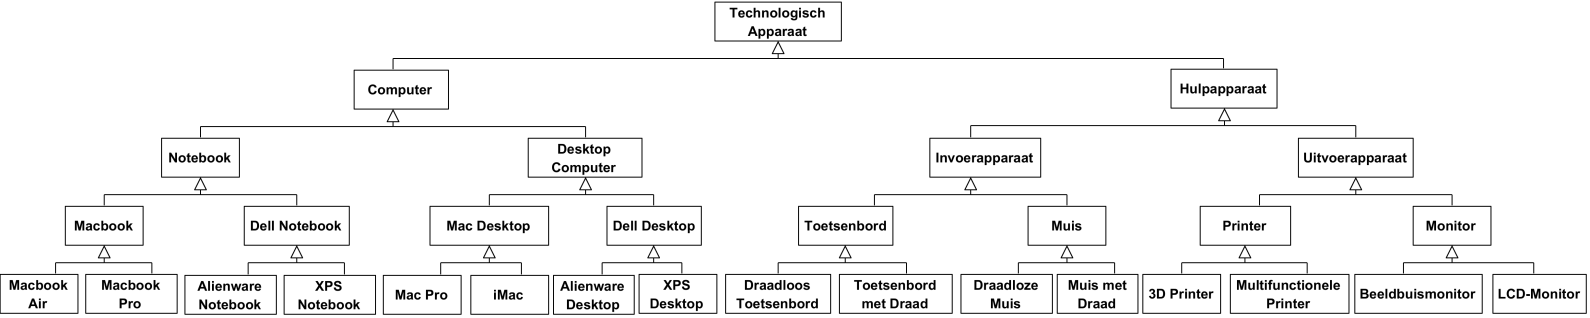 Technologisch
Apparaat
Computer
Hulpapparaat
Notebook
Desktop
Computer
Invoerapparaat
Uitvoerapparaat
Macbook
Dell Notebook
Mac Desktop
Dell Desktop
Toetsenbord
Muis
Printer
Monitor
Macbook
Air
Macbook
Pro
Alienware
Notebook
XPS
Notebook
Mac Pro
iMac
Alienware
Desktop
XPS
Desktop
Draadloos
Toetsenbord
Toetsenbord
met Draad
Draadloze
Muis
Muis met
Draad
3D Printer
Multifunctionele
Printer
Beeldbuismonitor
LCD-Monitor